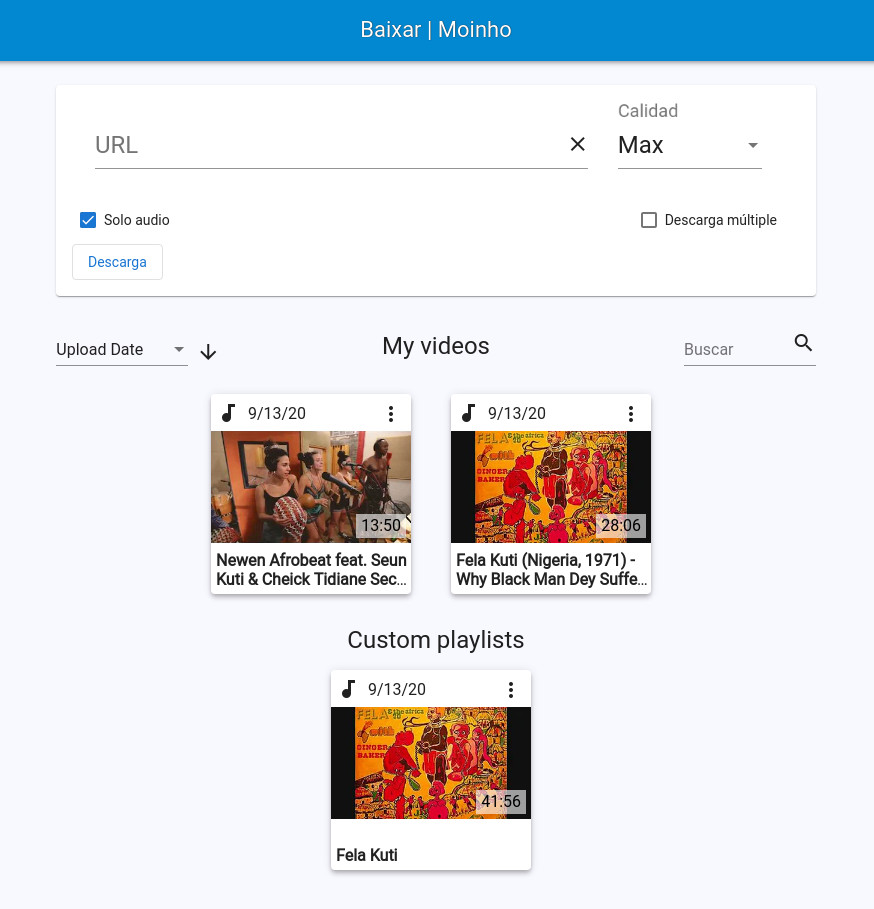 Baixar | Moinho
Calidad
URL
Max
Solo audio
Descarga múltiple
Descarga
Upload Date
My videos
Buscar
9/13/20
9/13/20
FELA
with
GINGER
BAKER
13:50
28:06
Newen Afrobeat feat. Seun
Kuti & Cheick Tidiane Sec...
Fela Kuti (Nigeria, 1971) -
Why Black Man Dey Suffe...
Custom playlists
9/13/20
FELA
with
GINGER
BAKER
41:56
Fela Kuti